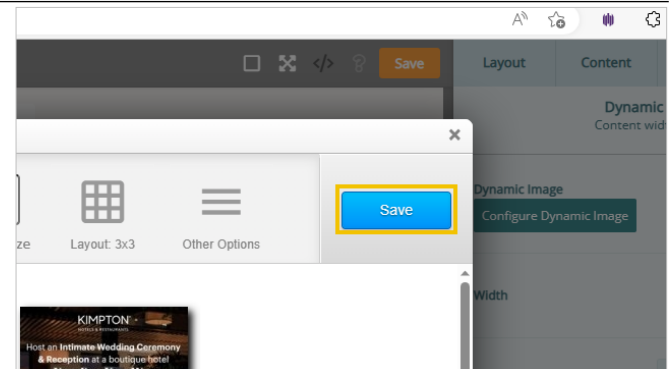 Save
Layout
Content
Dynamic
Content wid
Dynamic Image
Configure Dynamic Image
Save
ze
Layout: 3x3
Other Options
Width
KIMPTON
HOTELS & RESTAURANTS
Host an Intimate Wedding Ceremony
& Reception at a boutique hotel